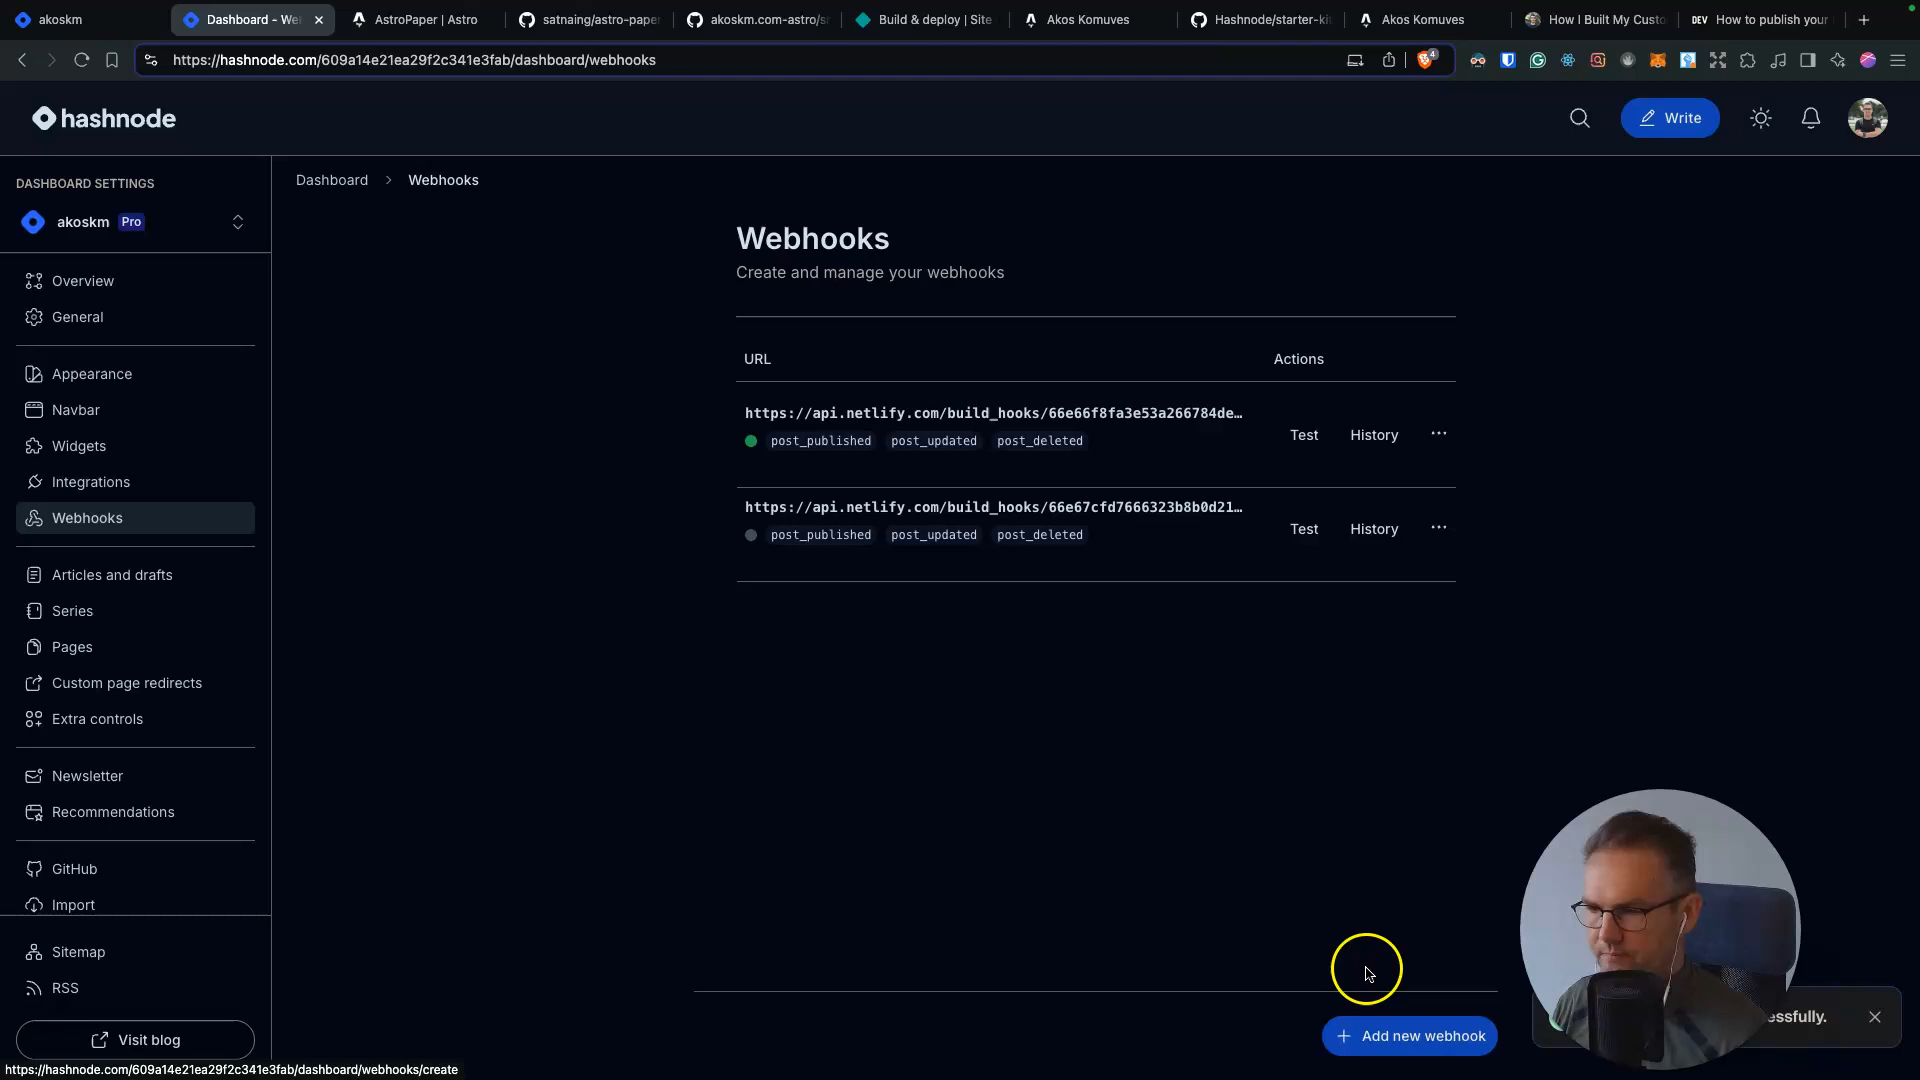 akoskm
Dashboard - We
AstroPaper | Astro
satnaing/astro-paper
akoskm.com-astro/sr
Build & deploy | Site
Akos Komuves
Hashnode/starter-ki
Akos Komuves
How I Built My Custo
DEV How to publish your
https://hashnode.com/609a14e21ea29f2c341e3fab/dashboard/webhooks
4
hashnode
Write
DASHBOARD SETTINGS
akoskm Pro
Overview
General
Appearance
Navbar
Widgets
Integrations
Webhooks
Articles and drafts
Series
Pages
Custom page redirects
Extra controls
Newsletter
Recommendations
GitHub
Import
Sitemap
RSS
Visit blog
Dashboard > Webhooks
Webhooks
Create and manage your webhooks
URL Actions
https://api.netlify.com/build_hooks/66e66f8fa3e53a266784de…
post_published post_updated post_deleted
Test History
https://api.netlify.com/build_hooks/66e67cfd7666323b8b0d21…
post_published post_updated post_deleted
Test History
+ Add new webhook
essfully.
https://hashnode.com/609a14e21ea29f2c341e3fab/dashboard/webhooks/create